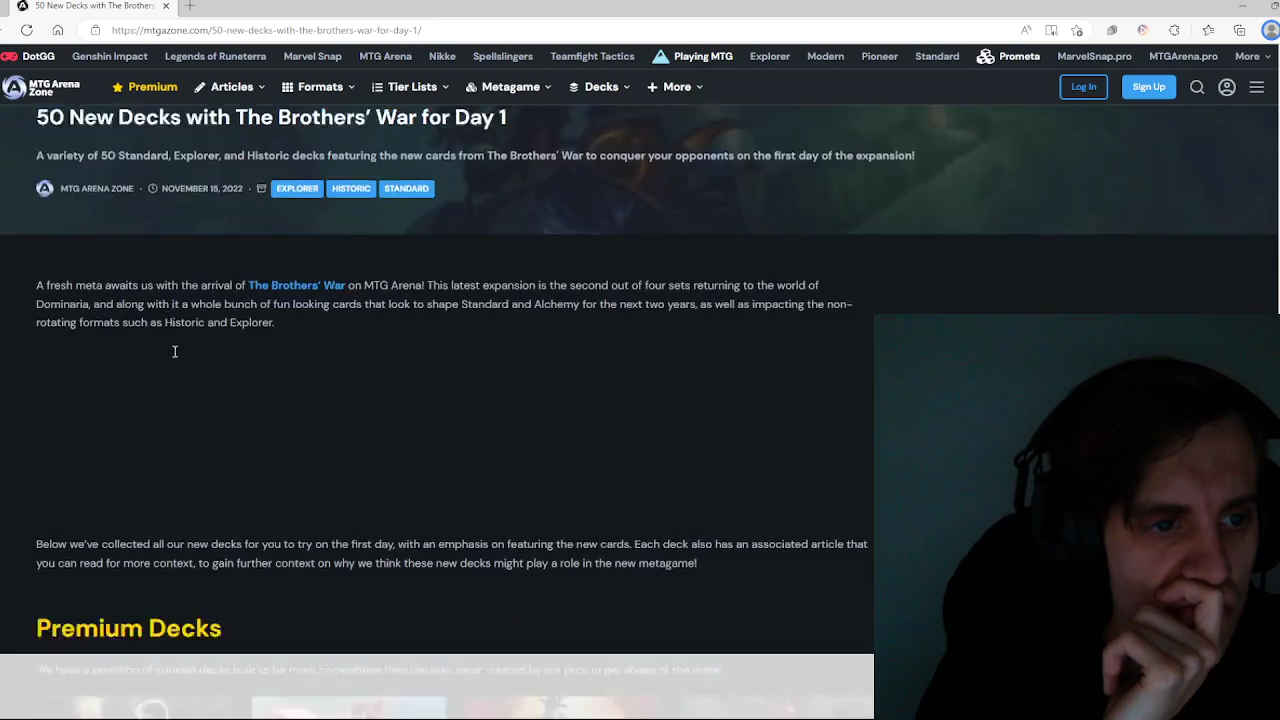 50 New Decks with The Brothers'
https://mtgazone.com/50-new-decks-with-the-brothers-war-for-day-1/
DotGG Genshin Impact Legends of Runeterra Marvel Snap MTG Arena Nikke Spellslingers Teamfight Tactics Playing MTG Explorer Modern Pioneer Standard Prometa MarvelSnap.pro MTGArena.pro More
MTG Arena Zone Premium Articles Formats Tier Lists Metagame Decks More Log In Sign Up
50 New Decks with The Brothers' War for Day 1
A variety of 50 Standard, Explorer, and Historic decks featuring the new cards from The Brothers' War to conquer your opponents on the first day of the expansion!
MTG ARENA ZONE · NOVEMBER 15, 2022 · EXPLORER HISTORIC STANDARD
A fresh meta awaits us with the arrival of The Brothers' War on MTG Arena! This latest expansion is the second out of four sets returning to the world of
Dominaria, and along with it a whole bunch of fun looking cards that look to shape Standard and Alchemy for the next two years, as well as impacting the non-
rotating formats such as Historic and Explorer.
Below we've collected all our new decks for you to try on the first day, with an emphasis on featuring the new cards. Each deck also has an associated article that
you can read for more context, to gain further context on why we think these new decks might play a role in the new metagame!
Premium Decks